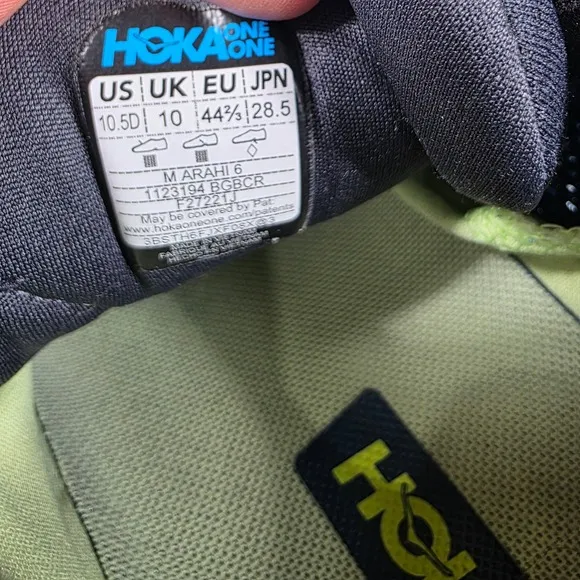 HOKA ONE ONE
US UK EU JPN
10.5D 10 44⅔ 28.5
M ARAHI 6
1123194 BGBCR
F27221J
May be covered by Pat:
www.hokaoneone.com/patents
HO